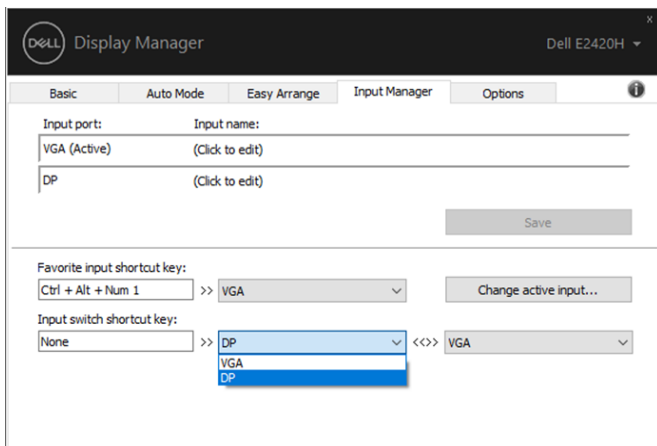 x
DELL Display Manager Dell E2420H
Basic Auto Mode Easy Arrange Input Manager Options i
Input port: Input name:
VGA (Active) (Click to edit)
DP (Click to edit)
Save
Favorite input shortcut key:
Ctrl + Alt + Num 1 >> VGA Change active input...
Input switch shortcut key:
None >> DP <<>> VGA
VGA
DP